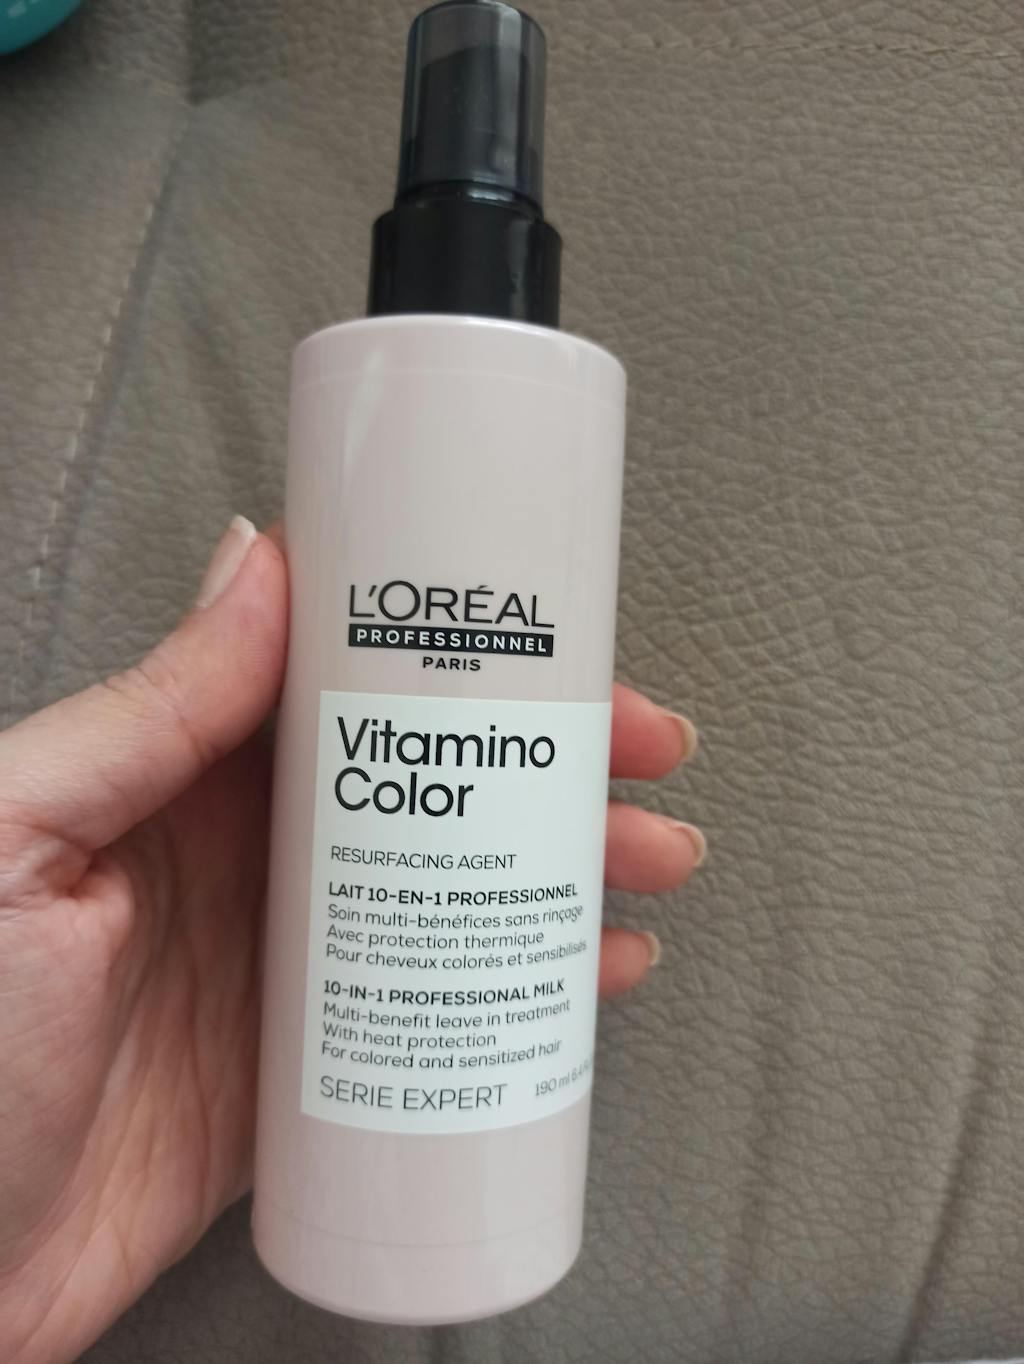 L'ORÉAL
PROFESSIONNEL
PARIS
Vitamino
Color
RESURFACING AGENT
LAIT 10-EN-1 PROFESSIONNEL
Soin multi-bénéfices sans rinçage
Avec protection thermique
Pour cheveux colorés et sensibilisés
10-IN-1 PROFESSIONAL MILK
Multi-benefit leave in treatment
With heat protection
For colored and sensitized hair
SERIE EXPERT 190 ml 6.4